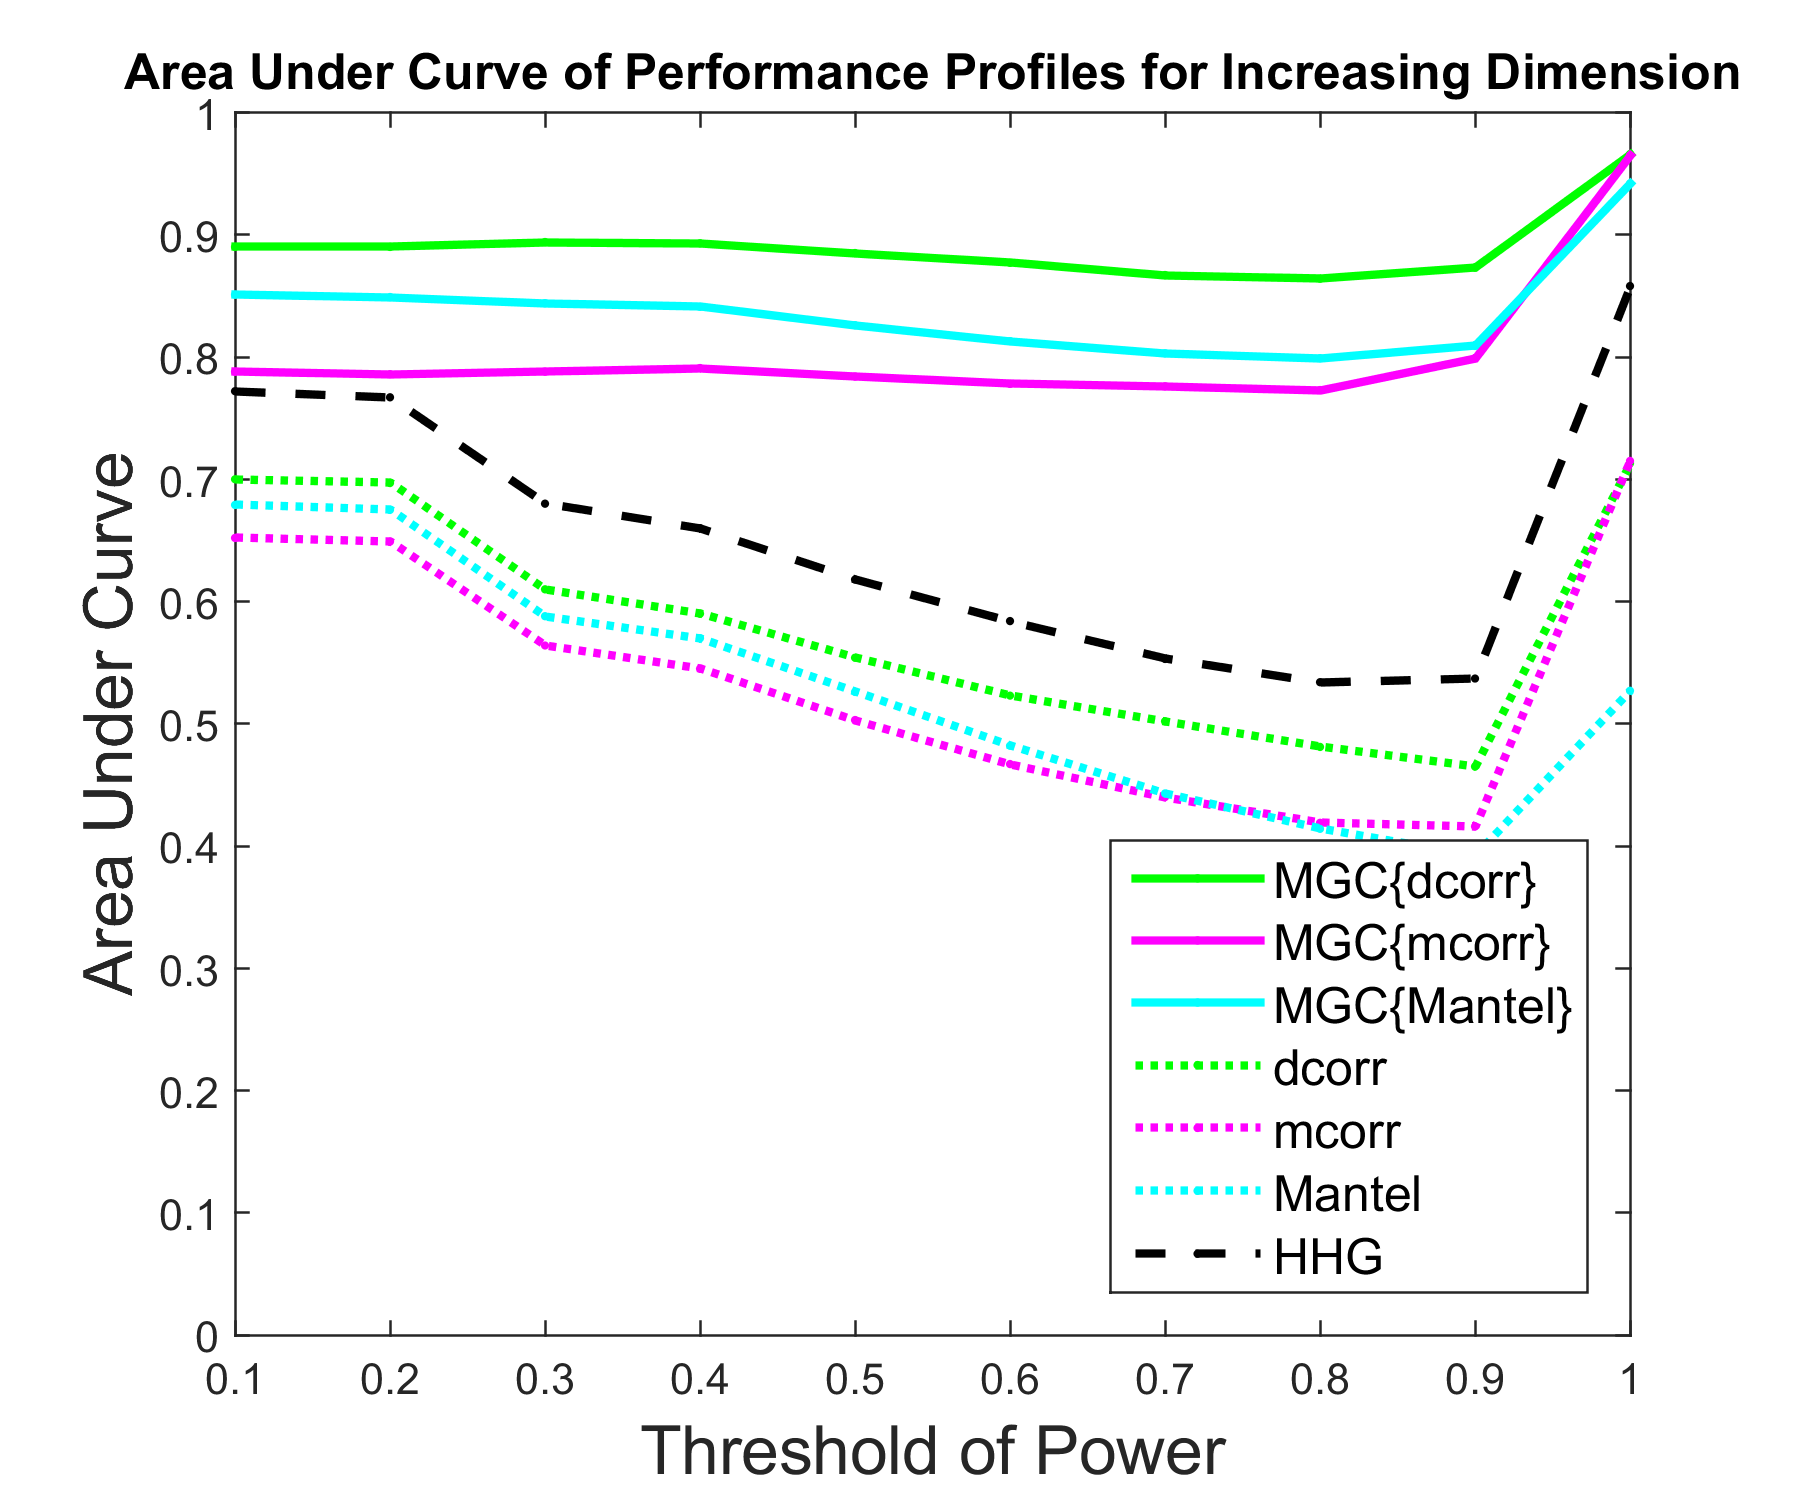 Area Under Curve of Performance Profiles for Increasing Dimension
1
0.9
0.8
0.7
0.6
0.5
0.4
0.3
0.2
0.1
0
Area Under Curve
MGC{dcorr}
MGC{mcorr}
MGC{Mantel}
dcorr
mcorr
Mantel
HHG
0.1 0.2 0.3 0.4 0.5 0.6 0.7 0.8 0.9 1
Threshold of Power